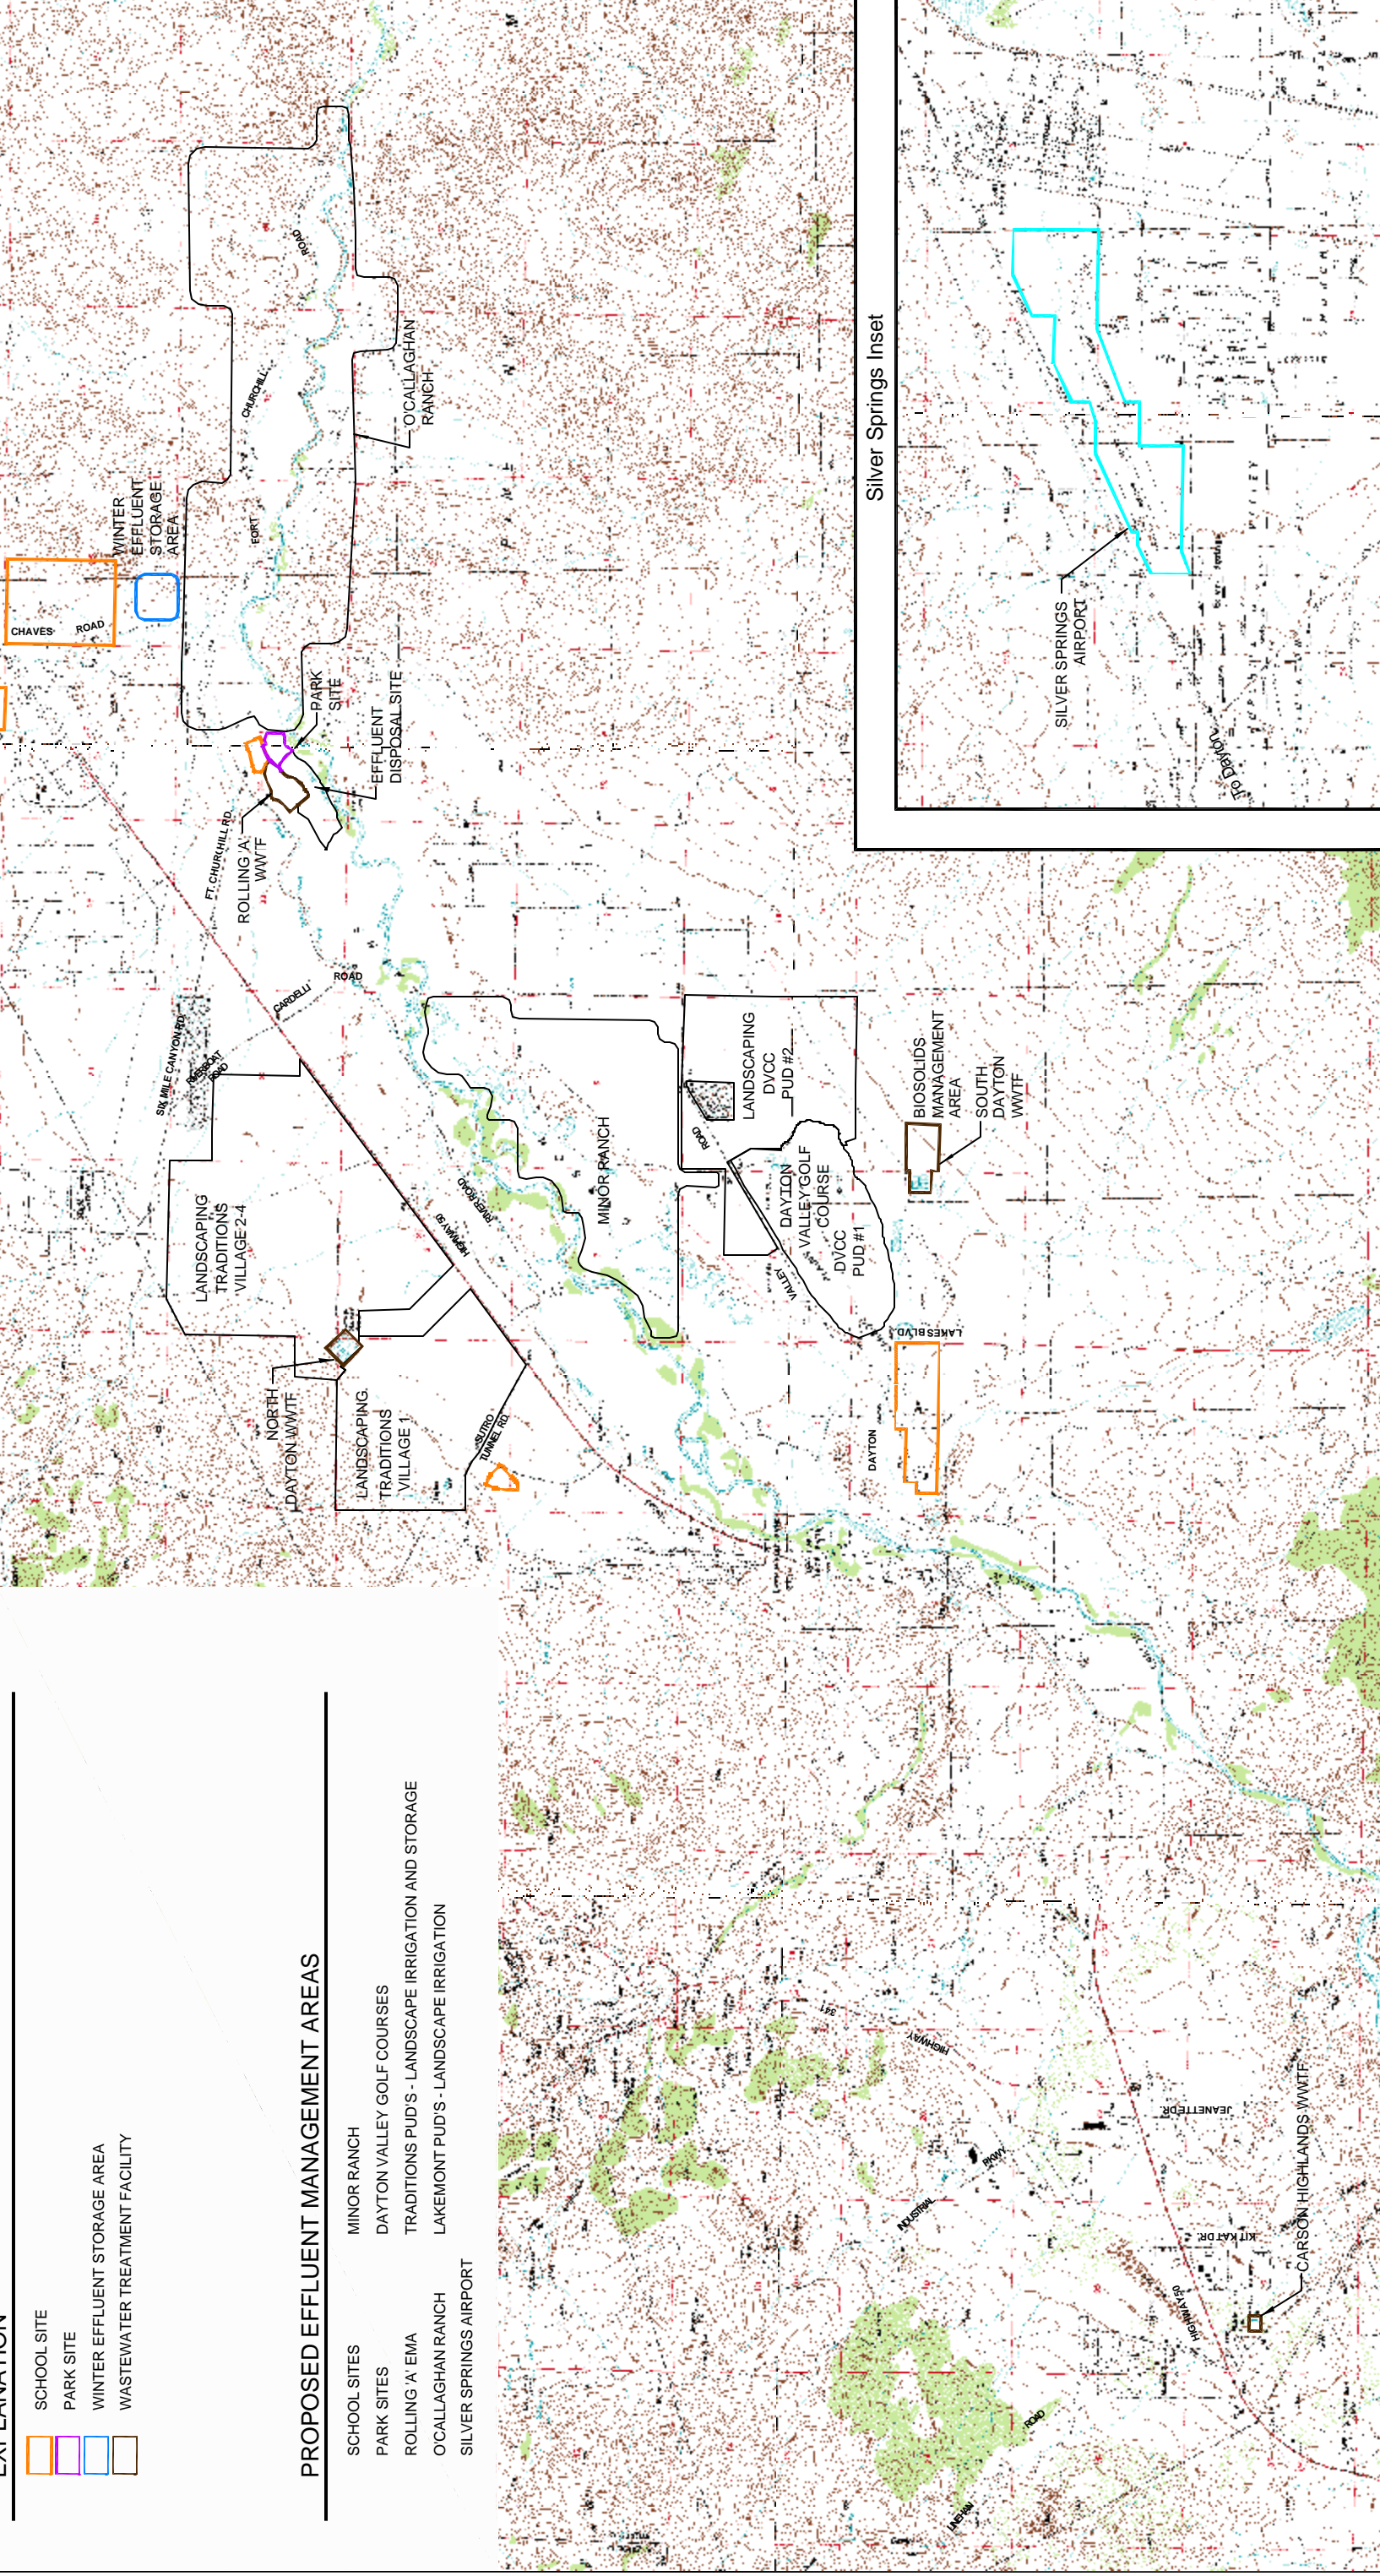 EXPLANATION
SCHOOL SITE
PARK SITE
WINTER EFFLUENT STORAGE AREA
WASTEWATER TREATMENT FACILITY
PROPOSED EFFLUENT MANAGEMENT AREAS
SCHOOL SITES
PARK SITES
ROLLING 'A' EMA
O'CALLAGHAN RANCH
SILVER SPRINGS AIRPORT
MINOR RANCH
DAYTON VALLEY GOLF COURSES
TRADITIONS PUD'S - LANDSCAPE IRRIGATION AND STORAGE
LAKEMONT PUD'S - LANDSCAPE IRRIGATION
NORTH
DAYTON WWTF
LANDSCAPING
TRADITIONS
VILLAGE 1
SUTRO
TUNNEL RD.
LANDSCAPING
TRADITIONS
VILLAGE 2-4
SIX MILE CANYON RD.
RIVERBOAT
ROAD
CARDELLI
ROAD
HIGHWAY 50
RIVER ROAD
FT. CHURCHILL RD.
ROLLING 'A'
WWTF
PARK
SITE
EFFLUENT
DISPOSAL SITE
CHAVES
ROAD
WINTER
EFFLUENT
STORAGE
AREA
FORT
CHURCHILL
ROAD
O'CALLAGHAN
RANCH
MINOR RANCH
LANDSCAPING
DVCC
PUD #2
ROAD
VALLEY
DAYTON
VALLEY GOLF
COURSE
DVCC
PUD #1
BIOSOLIDS
MANAGEMENT
AREA
SOUTH
DAYTON
WWTF
DAYTON
LAKES BLVD.
Silver Springs Inset
SILVER SPRINGS
AIRPORT
To Dayton
341
HIGHWAY
INDUSTRIAL
PKWY
JEANETTE DR.
KIT KAT DR.
HIGHWAY 50
CARSON HIGHLANDS WWTF
LINEHAN
ROAD